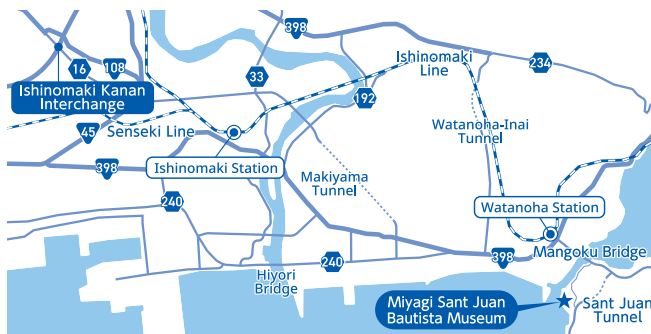 398
Ishinomaki
Line
16
108
33
234
Ishinomaki Kanan
Interchange
192
45
Senseki Line
Watanoha-Inai
Tunnel
398
Ishinomaki Station
Makiyama
Tunnel
240
Watanoha Station
Mangoku Bridge
398
240
Hiyori
Bridge
Miyagi Sant Juan
Bautista Museum
Sant Juan
Tunnel